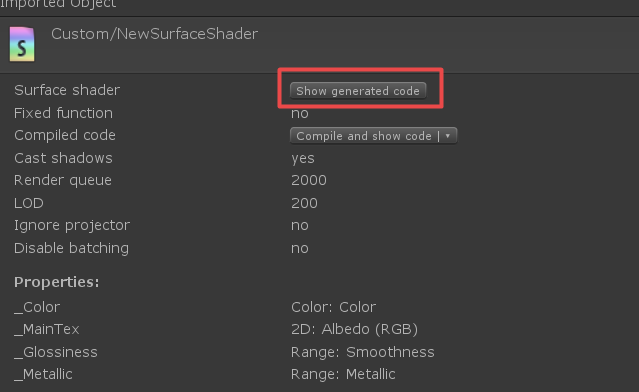 Imported Object
Custom/NewSurfaceShader
Surface shader Show generated code
Fixed function no
Compiled code Compile and show code |
Cast shadows yes
Render queue 2000
LOD 200
Ignore projector no
Disable batching no
Properties:
_Color Color: Color
_MainTex 2D: Albedo (RGB)
_Glossiness Range: Smoothness
_Metallic Range: Metallic